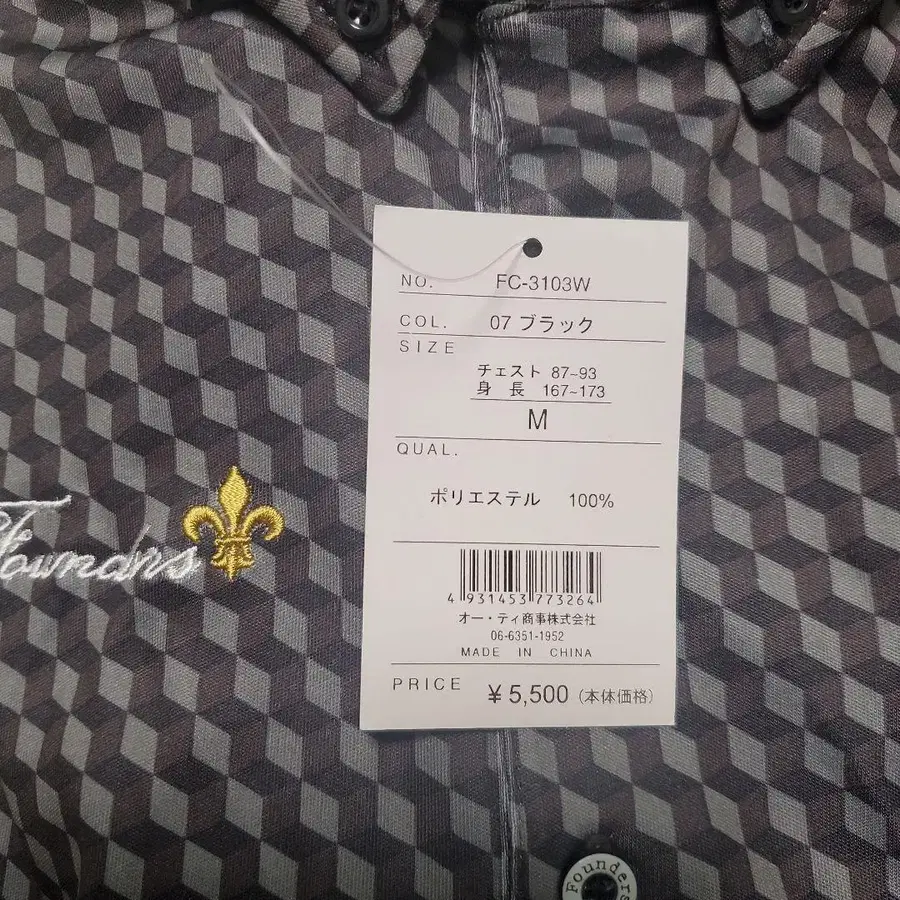 NO. FC-3103W
COL. 07 ブラック
SIZE
チェスト 87~93
身 長 167~173
M
QUAL.
ポリエステル 100%
4 931453 773264
オー・ティ商事株式会社
06-6351-1952
MADE IN CHINA
PRICE ¥5,500(本体価格)
Foundrs
Founders